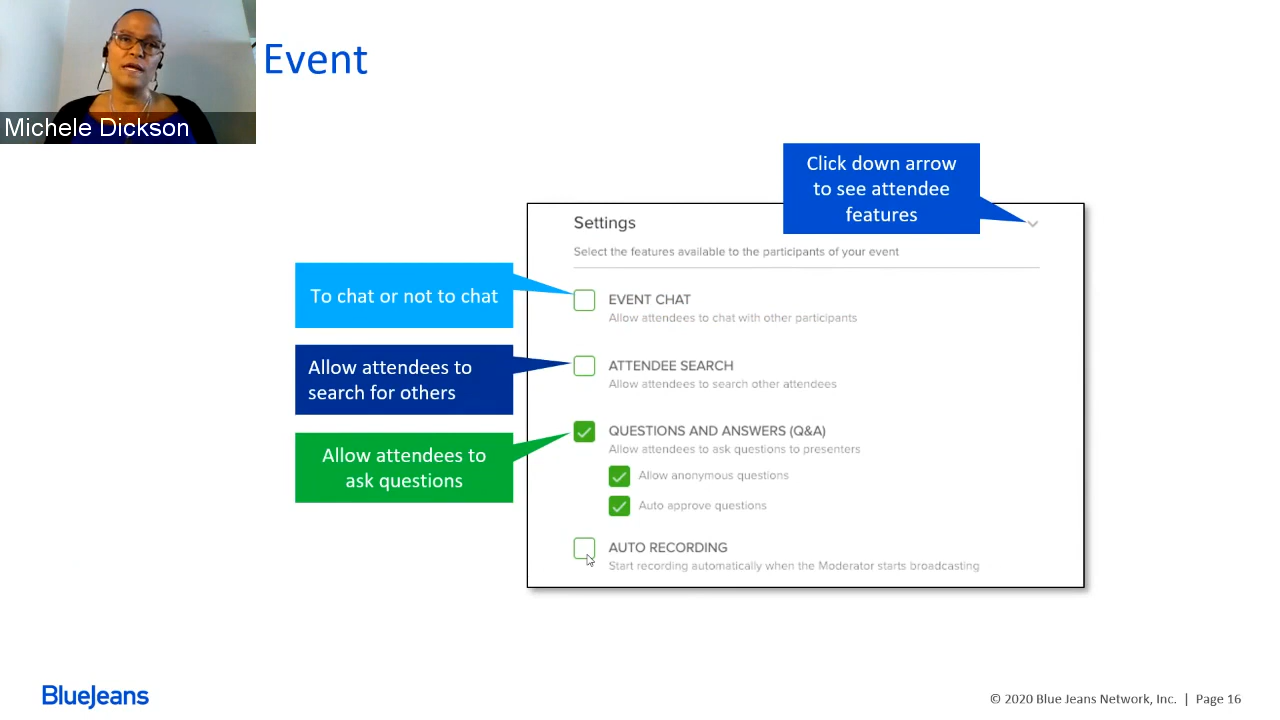 Event
Michele Dickson
Click down arrow
to see attendee
features
Settings
Select the features available to the participants of your event
To chat or not to chat
EVENT CHAT
Allow attendees to chat with other participants
Allow attendees to
search for others
ATTENDEE SEARCH
Allow attendees to search other attendees
Allow attendees to
ask questions
QUESTIONS AND ANSWERS (Q&A)
Allow attendees to ask questions to presenters
Allow anonymous questions
Auto approve questions
AUTO RECORDING
Start recording automatically when the Moderator starts broadcasting
BlueJeans
© 2020 Blue Jeans Network, Inc. | Page 16